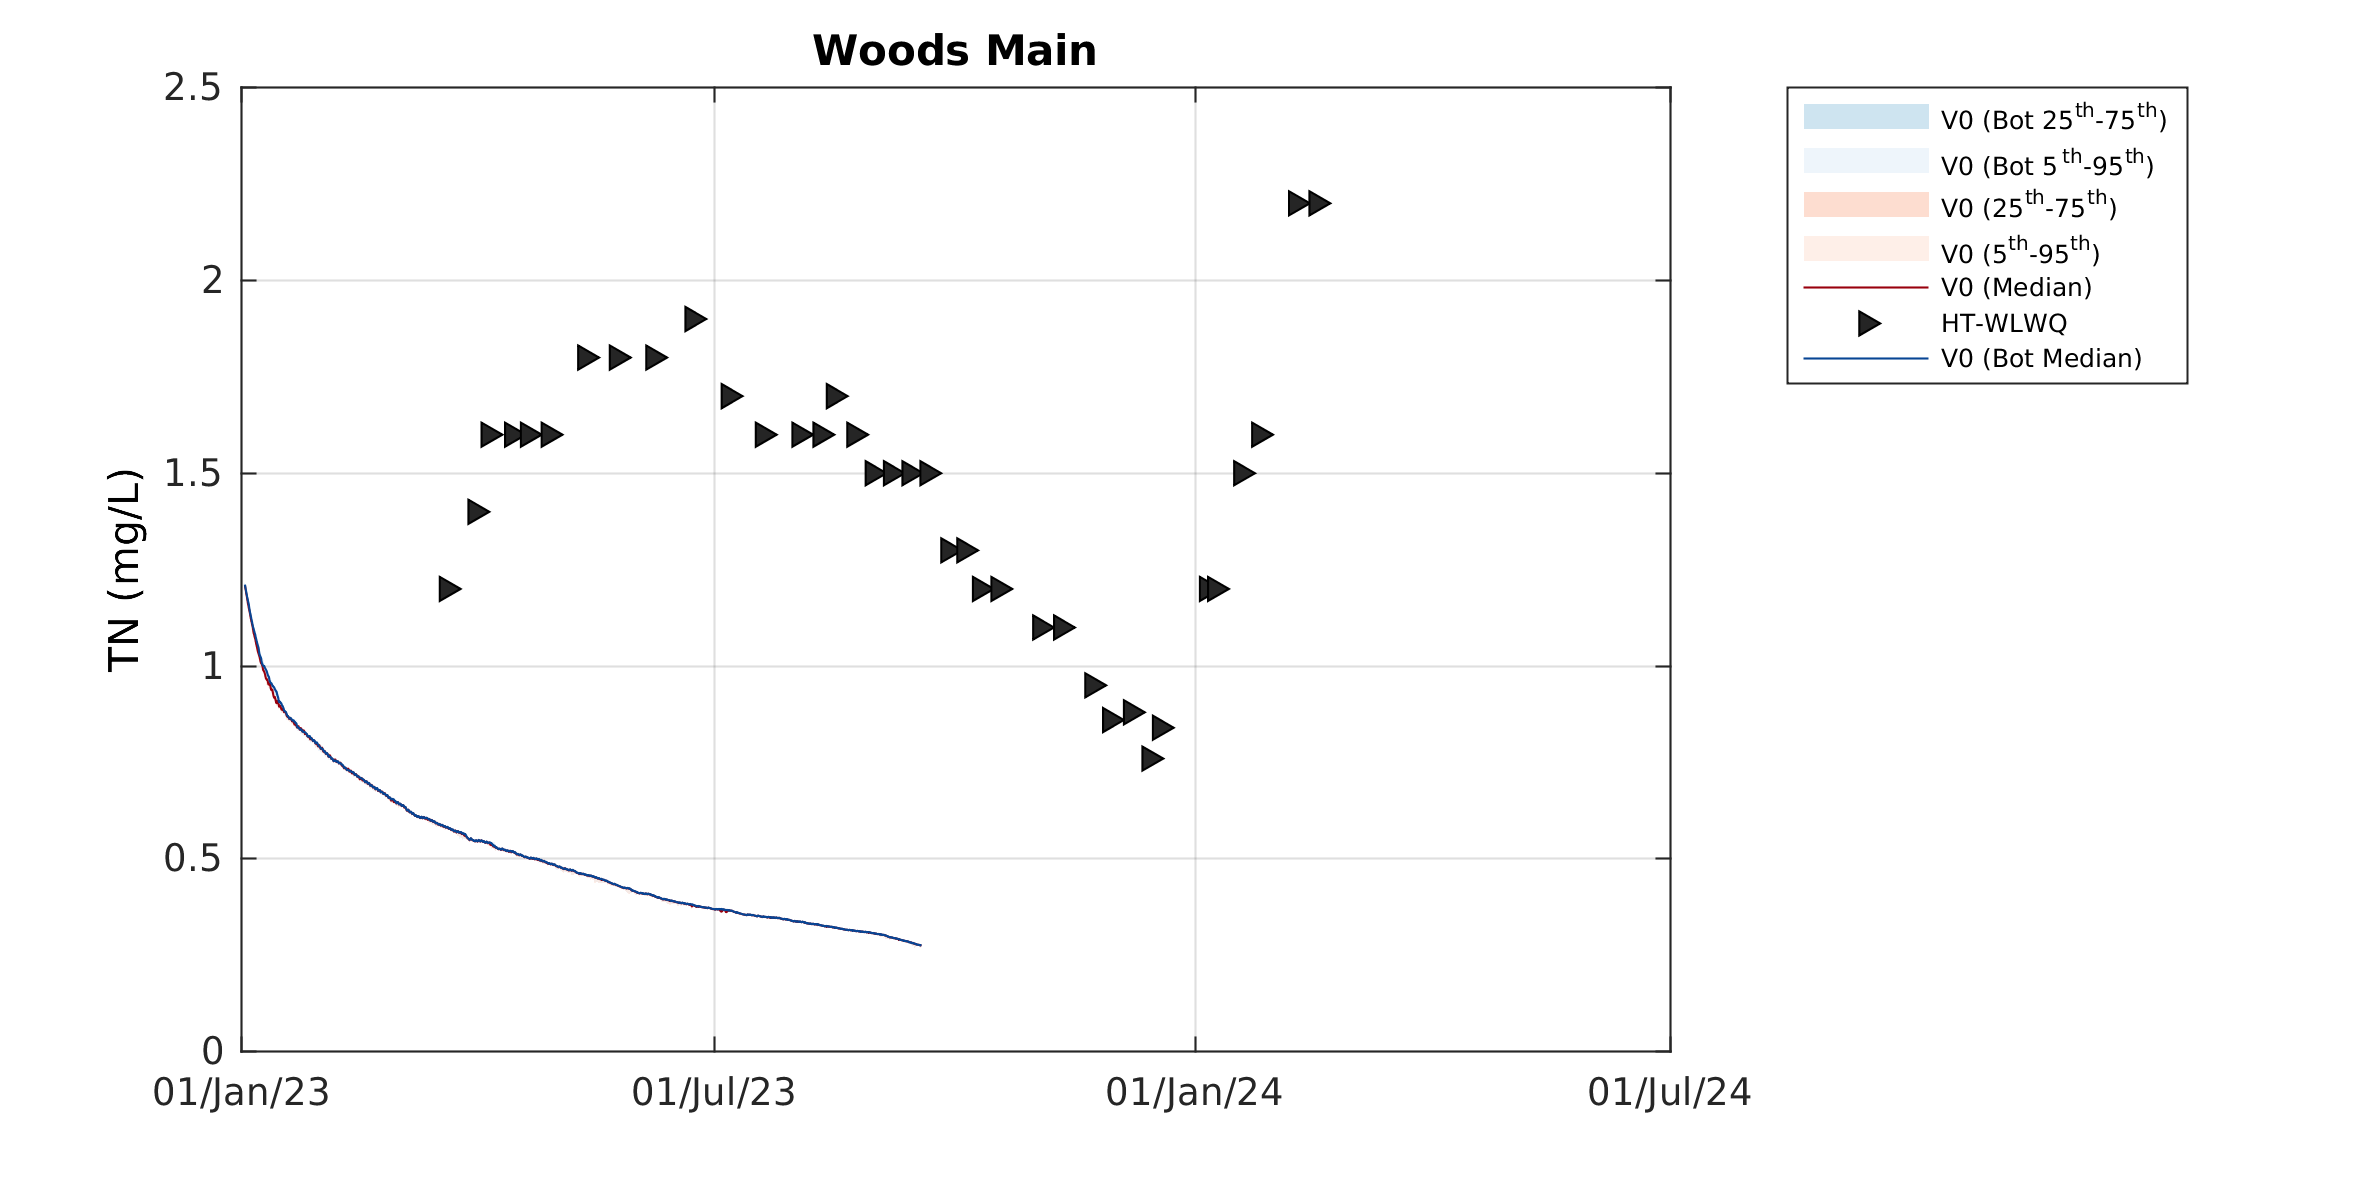 Woods Main
TN (mg/L)
2.5
2
1.5
1
0.5
0
01/Jan/23
01/Jul/23
01/Jan/24
01/Jul/24
V0 (Bot 25th-75th)
V0 (Bot 5th-95th)
V0 (25th-75th)
V0 (5th-95th)
V0 (Median)
HT-WLWQ
V0 (Bot Median)